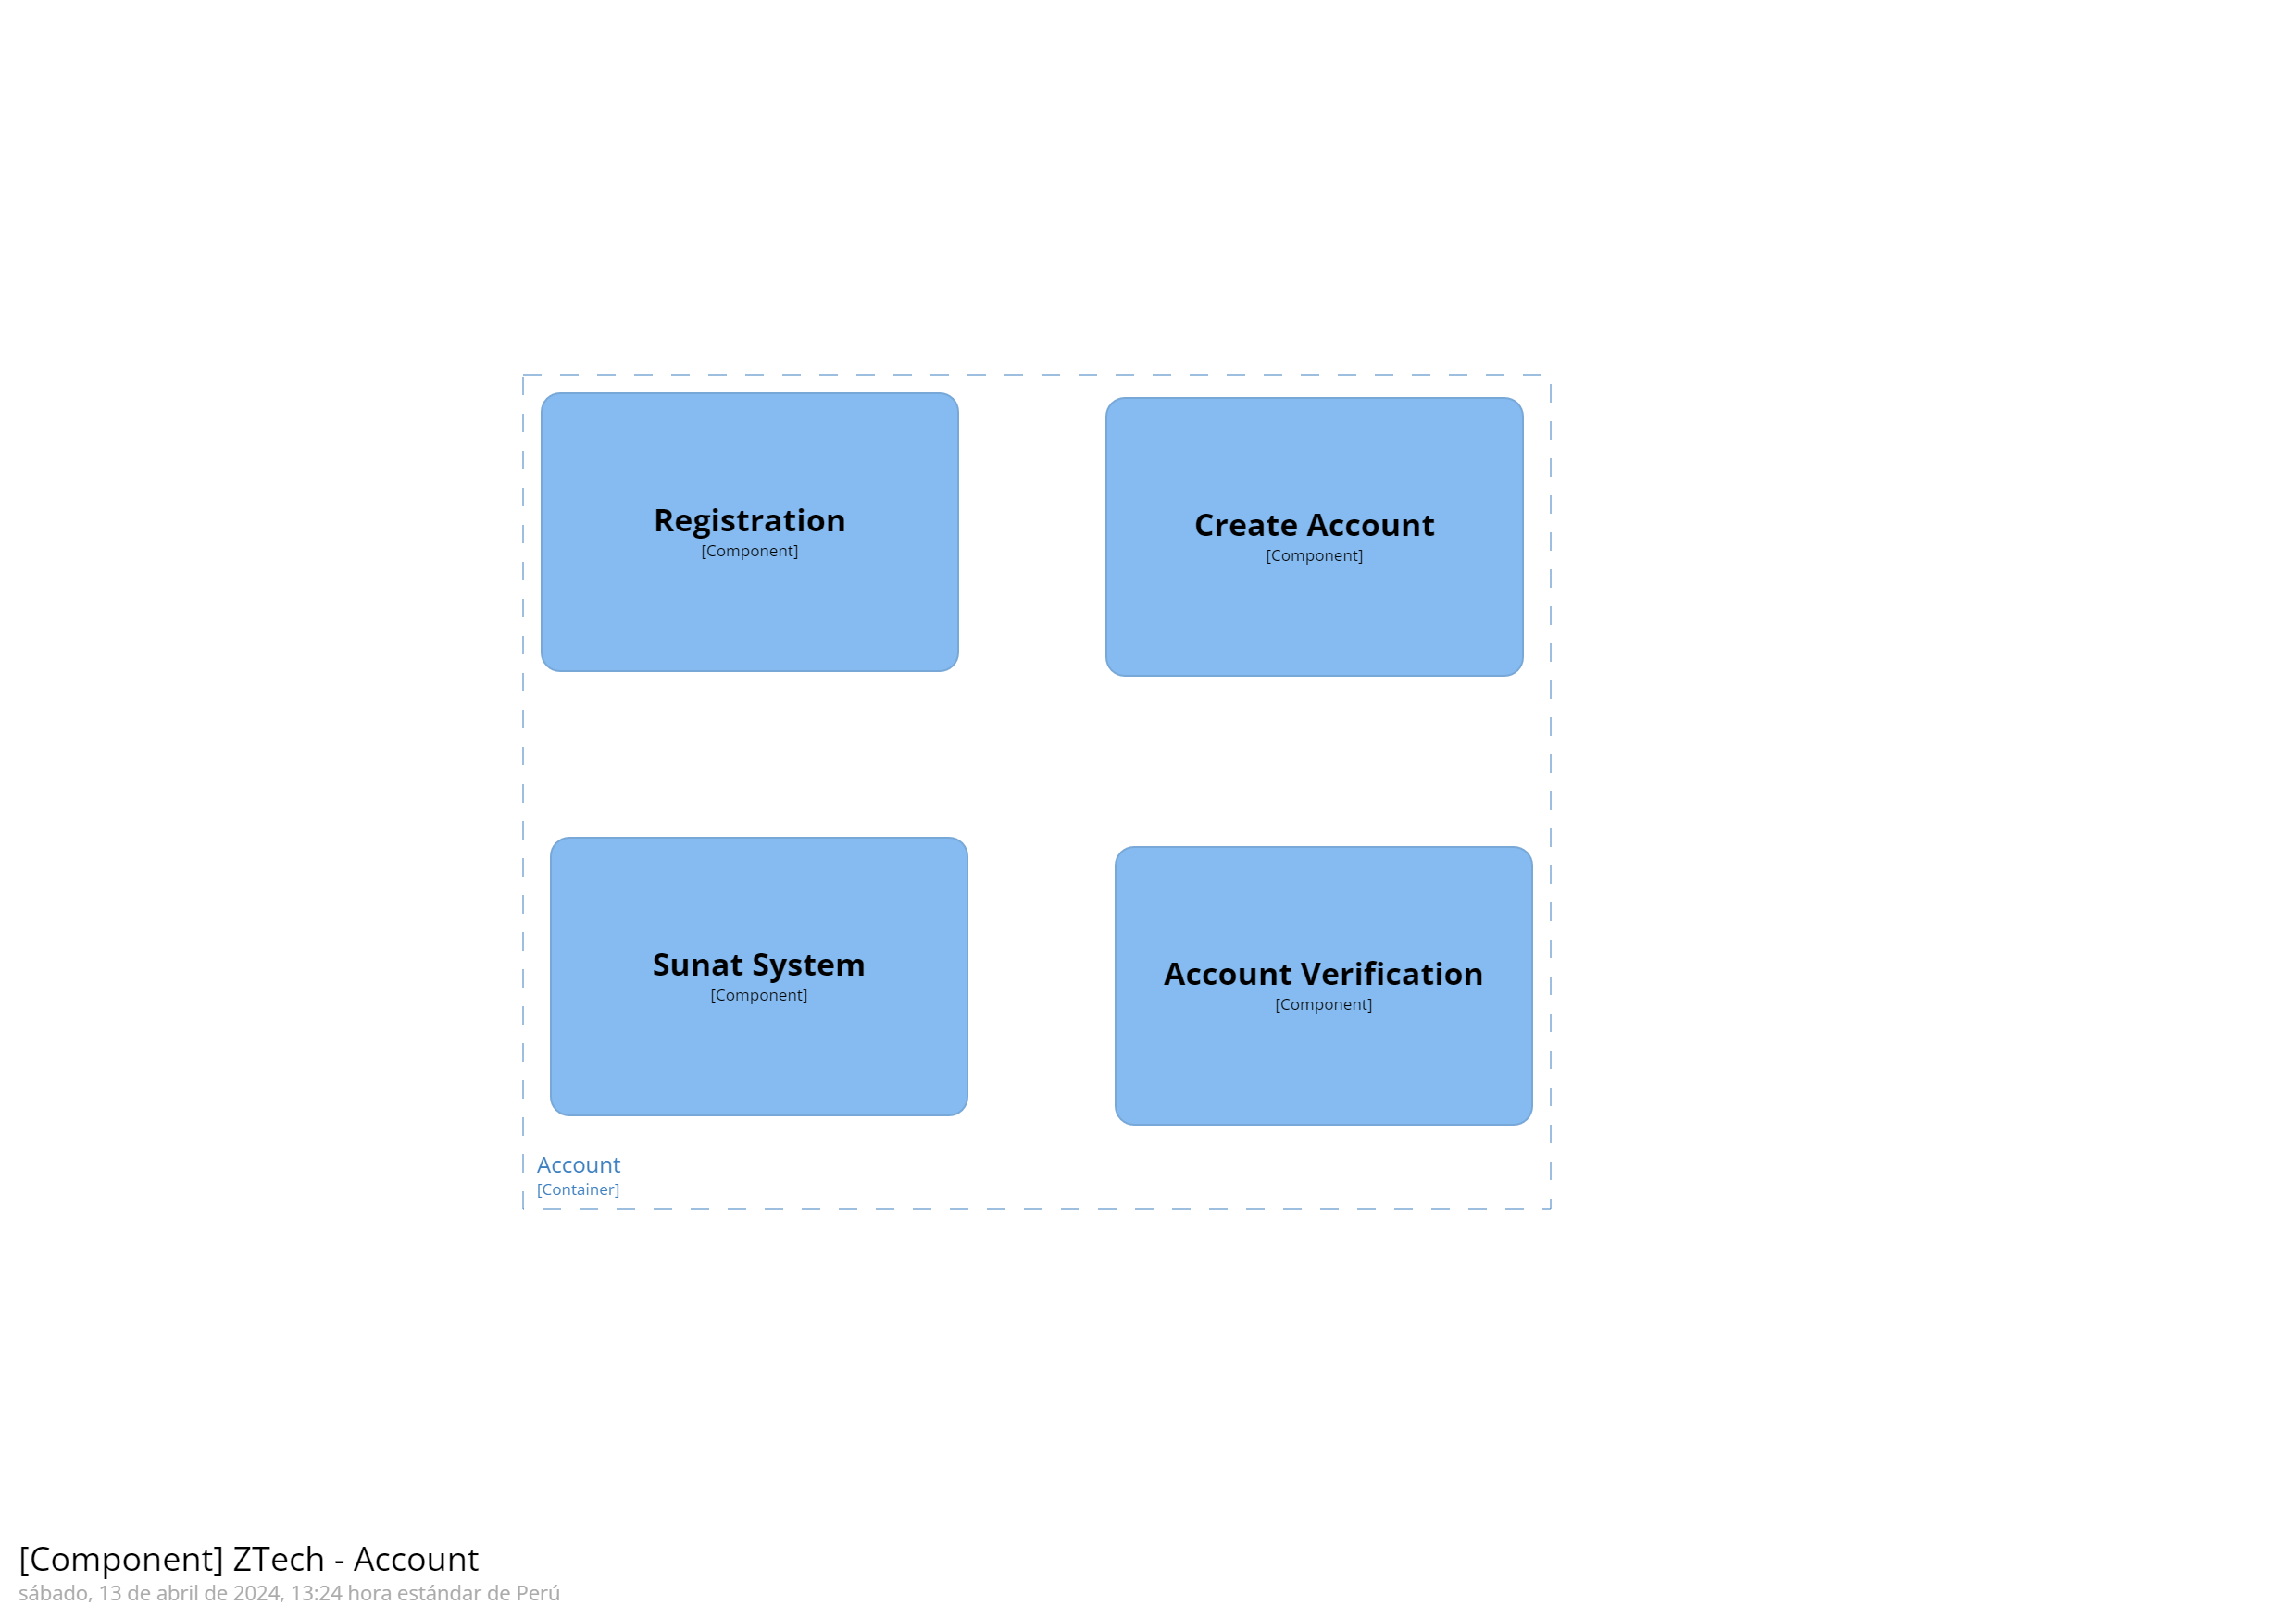 Registration
[Component]
Create Account
[Component]
Sunat System
[Component]
Account Verification
[Component]
Account
[Container]
[Component] ZTech - Account
sábado, 13 de abril de 2024, 13:24 hora estándar de Perú